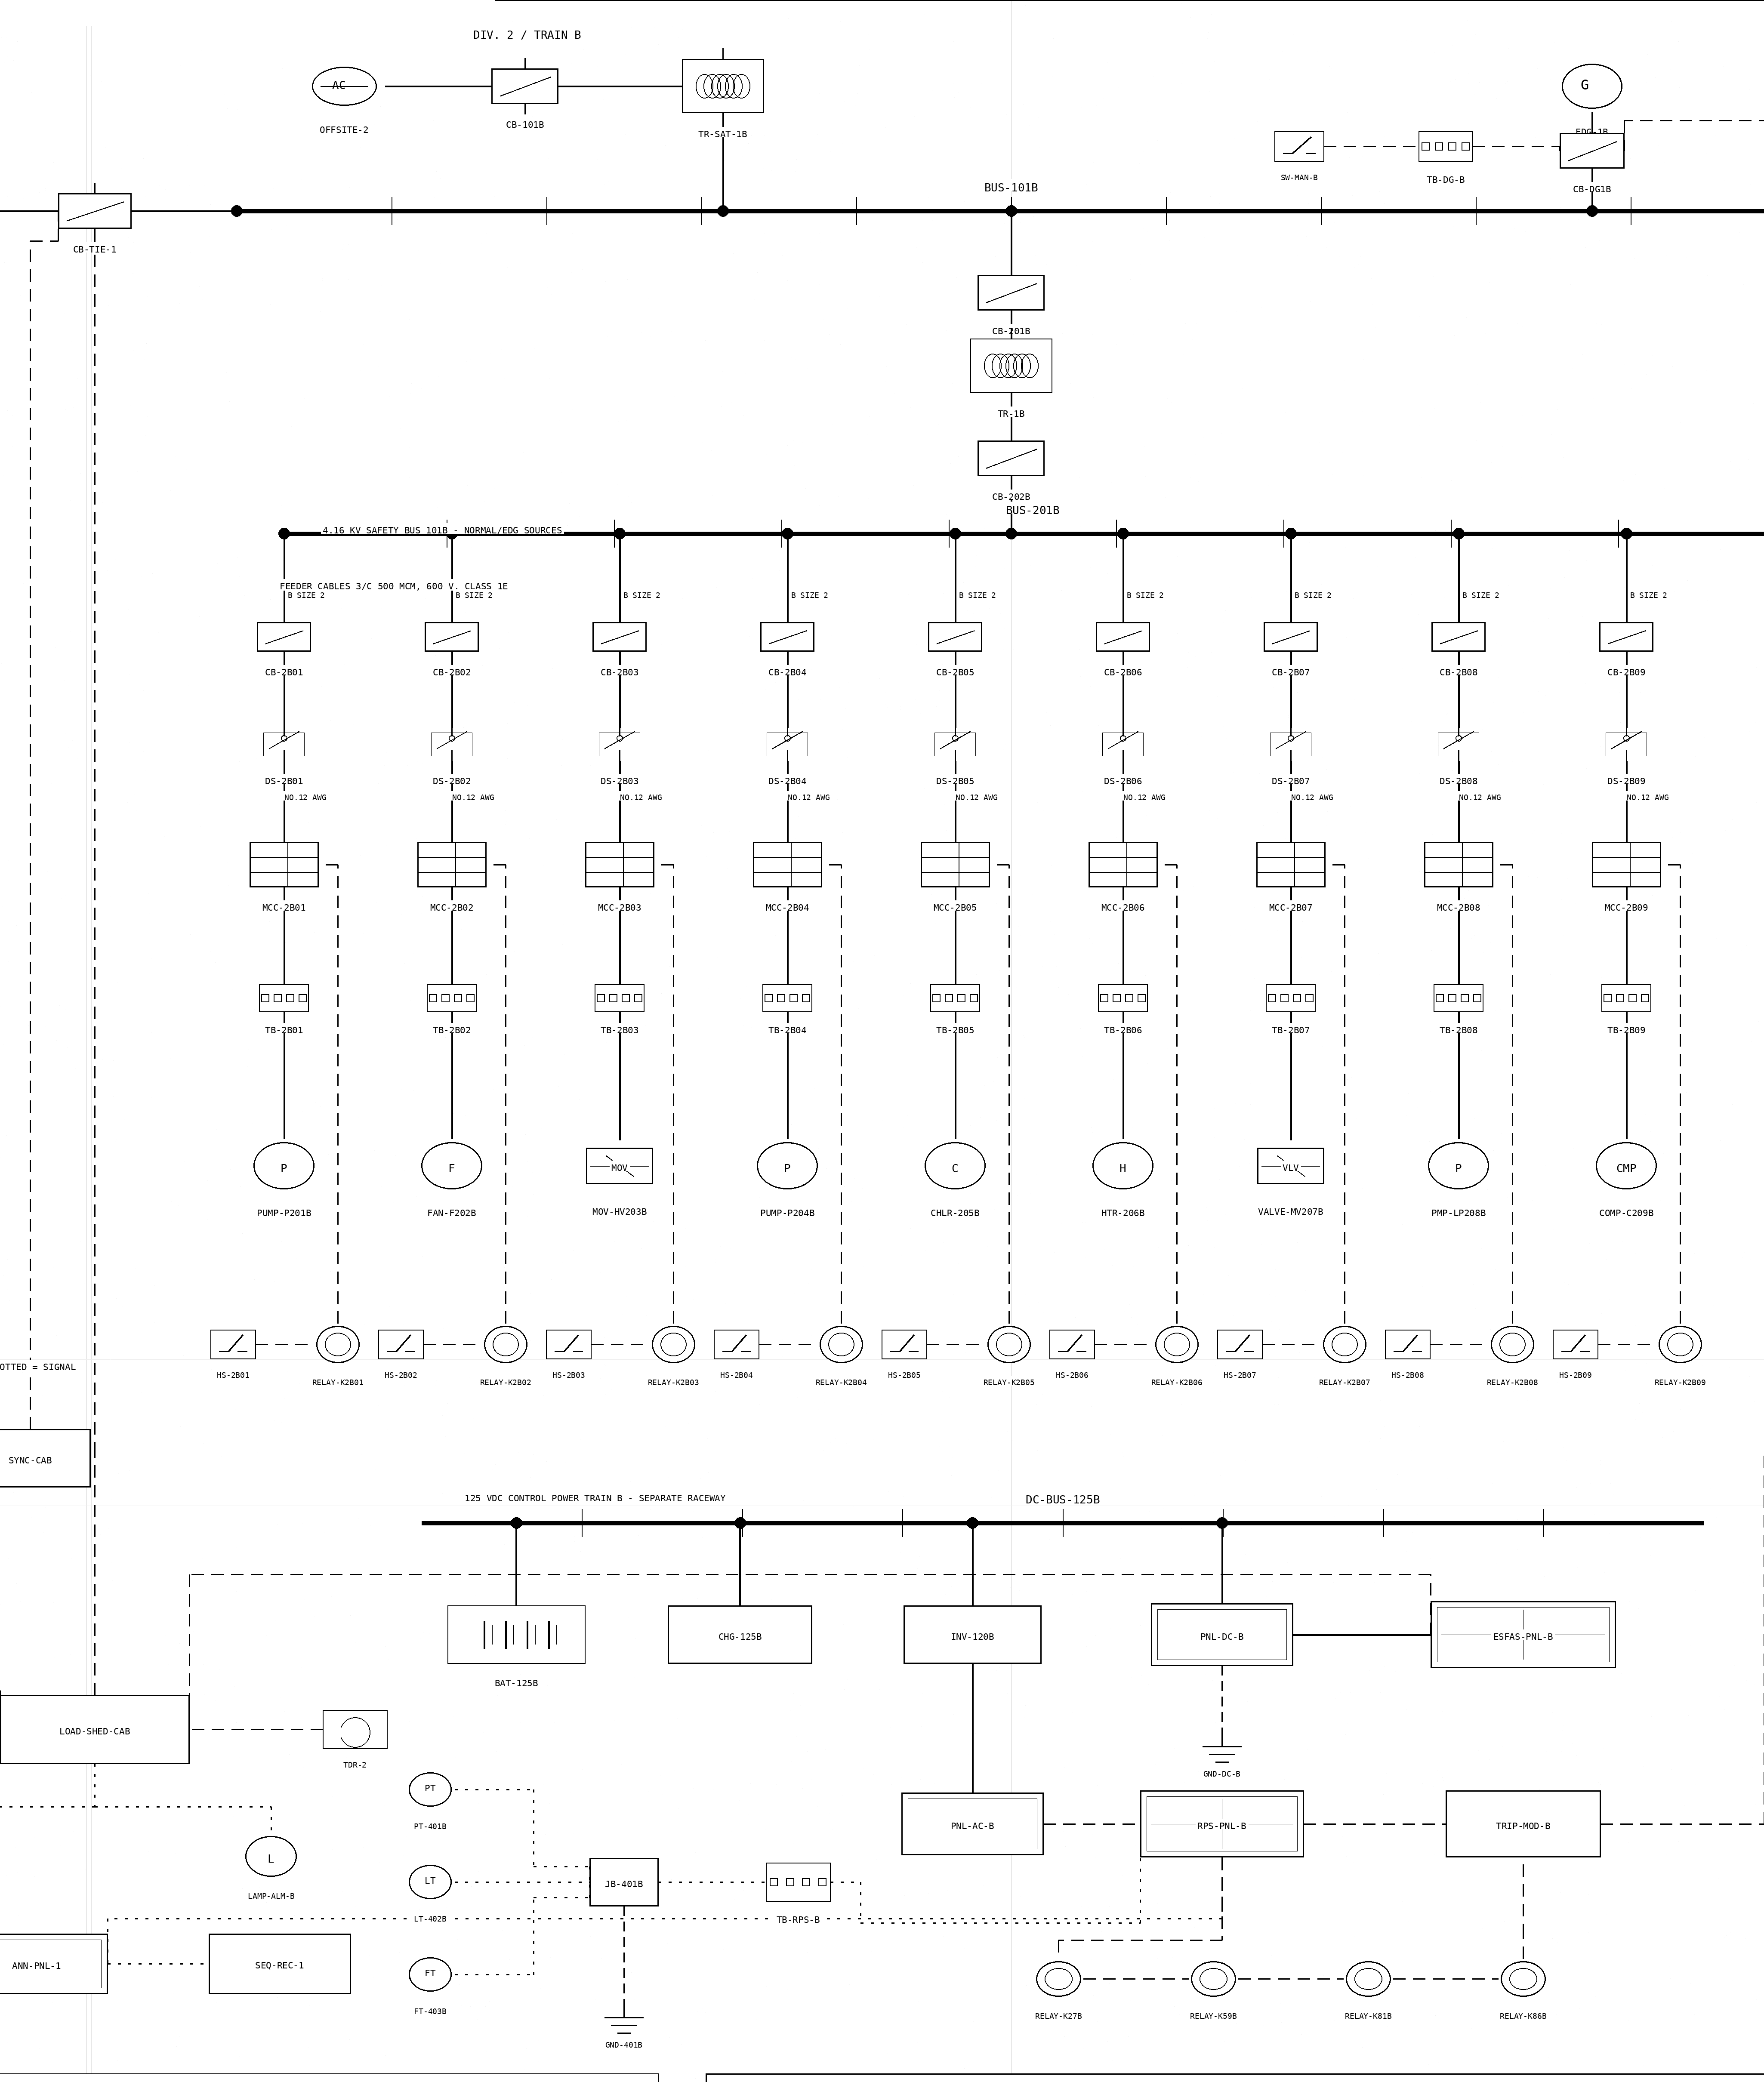 DIV. 2 / TRAIN B
AC
G
OFFSITE-2
CB-101B
TR-SAT-1B
EDG-1B
SW-MAN-B
TB-DG-B
CB-DG1B
BUS-101B
CB-TIE-1
CB-201B
TR-1B
CB-202B
BUS-201B
4.16 KV SAFETY BUS 101B - NORMAL/EDG SOURCES
FEEDER CABLES 3/C 500 MCM, 600 V. CLASS 1E
B SIZE 2 B SIZE 2 B SIZE 2 B SIZE 2 B SIZE 2 B SIZE 2 B SIZE 2 B SIZE 2 B SIZE 2
CB-2B01 CB-2B02 CB-2B03 CB-2B04 CB-2B05 CB-2B06 CB-2B07 CB-2B08 CB-2B09
DS-2B01 DS-2B02 DS-2B03 DS-2B04 DS-2B05 DS-2B06 DS-2B07 DS-2B08 DS-2B09
NO.12 AWG NO.12 AWG NO.12 AWG NO.12 AWG NO.12 AWG NO.12 AWG NO.12 AWG NO.12 AWG NO.12 AWG
MCC-2B01 MCC-2B02 MCC-2B03 MCC-2B04 MCC-2B05 MCC-2B06 MCC-2B07 MCC-2B08 MCC-2B09
TB-2B01 TB-2B02 TB-2B03 TB-2B04 TB-2B05 TB-2B06 TB-2B07 TB-2B08 TB-2B09
P F MOV P C H VLV P CMP
PUMP-P201B FAN-F202B MOV-HV203B PUMP-P204B CHLR-205B HTR-206B VALVE-MV207B PMP-LP208B COMP-C209B
OTTED = SIGNAL
HS-2B01 HS-2B02 HS-2B03 HS-2B04 HS-2B05 HS-2B06 HS-2B07 HS-2B08 HS-2B09
RELAY-K2B01 RELAY-K2B02 RELAY-K2B03 RELAY-K2B04 RELAY-K2B05 RELAY-K2B06 RELAY-K2B07 RELAY-K2B08 RELAY-K2B09
SYNC-CAB
125 VDC CONTROL POWER TRAIN B - SEPARATE RACEWAY
DC-BUS-125B
CHG-125B
INV-120B
PNL-DC-B
ESFAS-PNL-B
BAT-125B
LOAD-SHED-CAB
TDR-2
GND-DC-B
PT
PT-401B
PNL-AC-B
RPS-PNL-B
TRIP-MOD-B
L
LAMP-ALM-B
LT
JB-401B
LT-402B
TB-RPS-B
ANN-PNL-1
SEQ-REC-1
FT
FT-403B
RELAY-K27B
RELAY-K59B
RELAY-K81B
RELAY-K86B
GND-401B